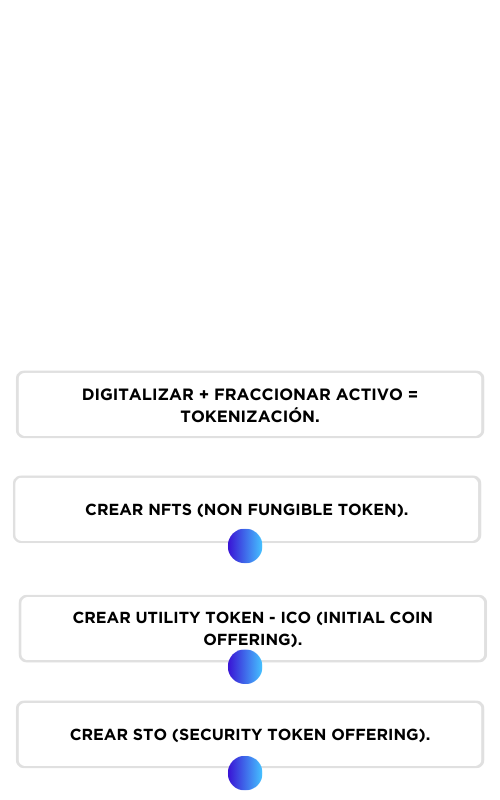 DIGITALIZAR + FRACCIONAR ACTIVO =
TOKENIZACIÓN.
CREAR NFTS (NON FUNGIBLE TOKEN).
CREAR UTILITY TOKEN - ICO (INITIAL COIN
OFFERING).
CREAR STO (SECURITY TOKEN OFFERING).